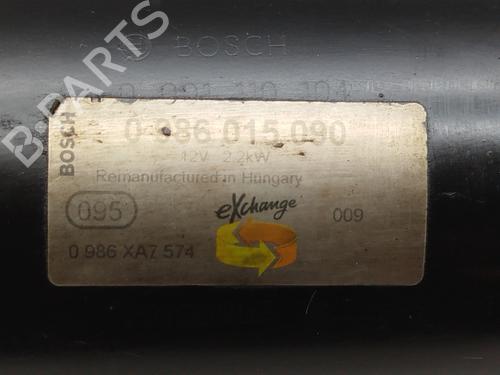 BOSCH
BOSCH
0 986 015 090
12V 2.2kW
Remanufactured in Hungary
095
eXchange
009
0 986 XA7 574
B-PARTS